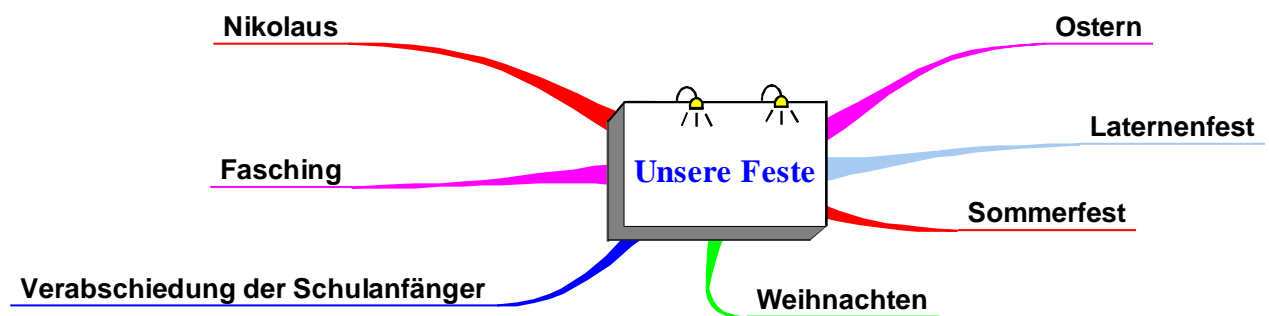 Nikolaus
Ostern
Laternenfest
Fasching
Unsere Feste
Sommerfest
Verabschiedung der Schulanfänger
Weihnachten